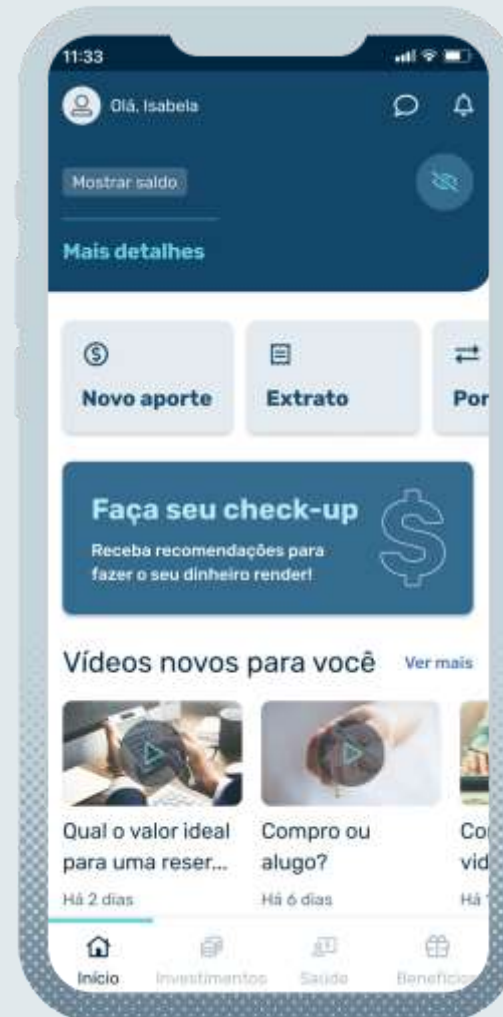 11:33
Olá, Isabela
Mostrar saldo
Mais detalhes
Novo aporte
Extrato
Por
Faça seu check-up
Receba recomendações para
fazer o seu dinheiro render!
Vídeos novos para você
Ver mais
Qual o valor ideal
para uma reser...
Há 2 dias
Compro ou
alugo?
Há 6 dias
vid
Há
Início
Investimentos
Saúde
Benefícios